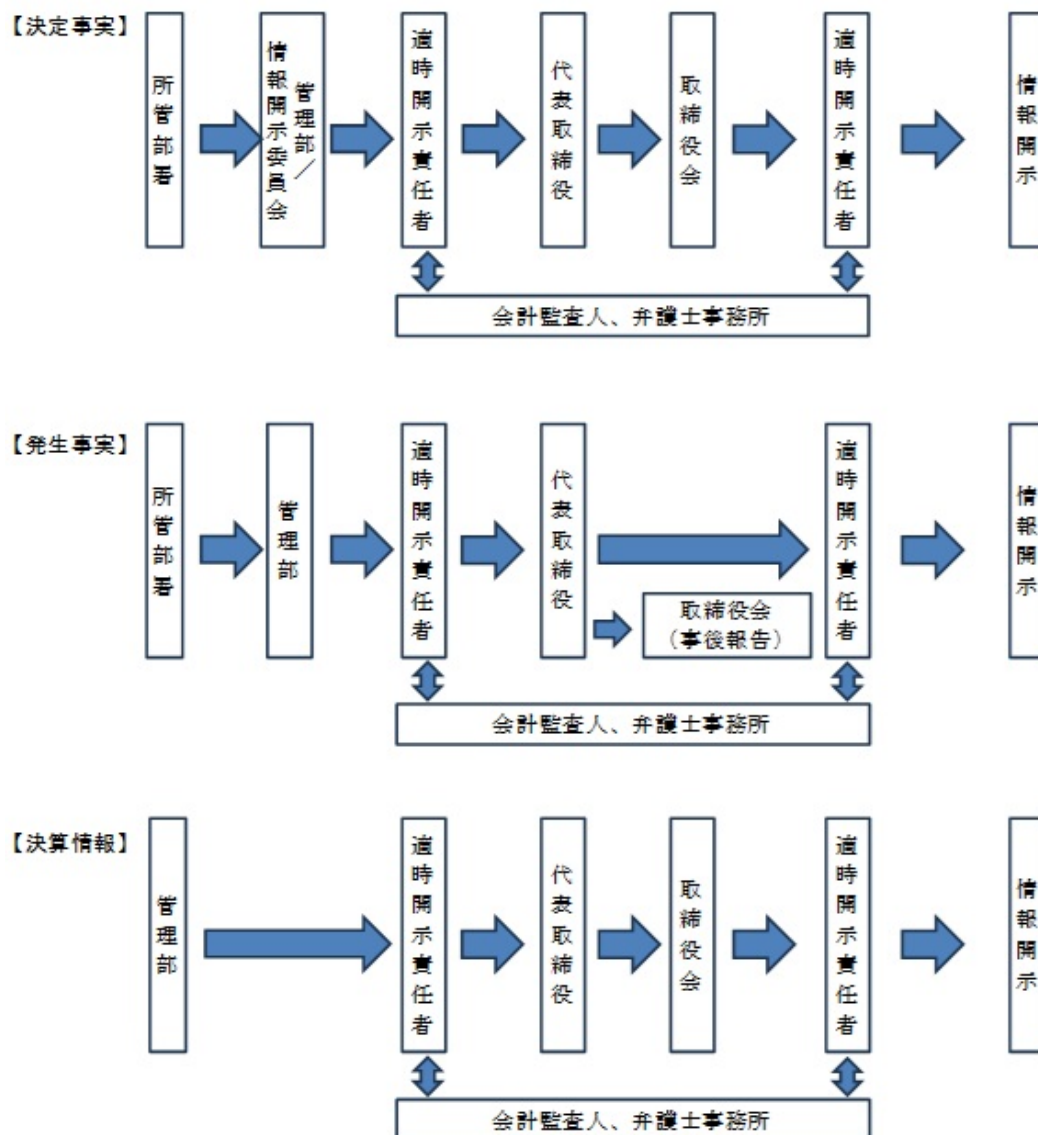 【決定事実】
所管部署
管理部／
情報開示委員会
適時開示責任者
代表取締役
取締役会
適時開示責任者
情報開示
会計監査人、弁護士事務所
【発生事実】
所管部署
管理部
適時開示責任者
代表取締役
取締役会
（事後報告）
適時開示責任者
情報開示
会計監査人、弁護士事務所
【決算情報】
管理部
適時開示責任者
代表取締役
取締役会
適時開示責任者
情報開示
会計監査人、弁護士事務所